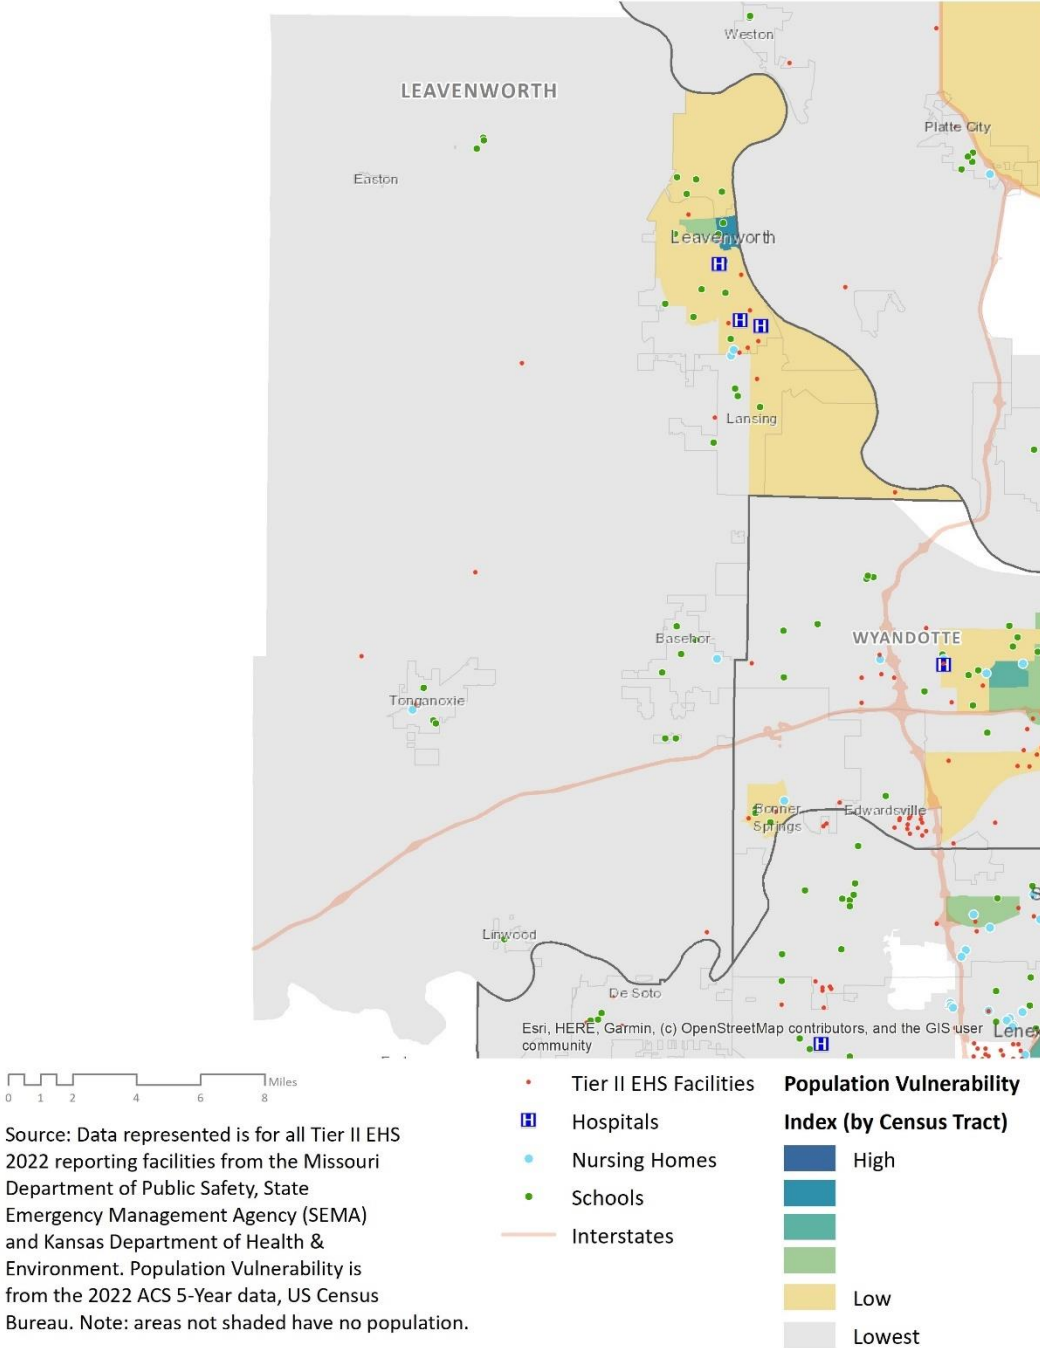 Weston
LEAVENWORTH
Platte City
Easton
Leavenworth
Lansing
WYANDOTTE
Basehor
Tonganoxie
Bonner
Springs
Edwardsville
Linwood
De Soto
Esri, HERE, Garmin, (c) OpenStreetMap contributors, and the GIS user
community
Miles
0 1 2 4 6 8
Source: Data represented is for all Tier II EHS
2022 reporting facilities from the Missouri
Department of Public Safety, State
Emergency Management Agency (SEMA)
and Kansas Department of Health &
Environment. Population Vulnerability is
from the 2022 ACS 5-Year data, US Census
Bureau. Note: areas not shaded have no population.
Tier II EHS Facilities
H Hospitals
Nursing Homes
Schools
Interstates
Population Vulnerability
Index (by Census Tract)
High
Low
Lowest